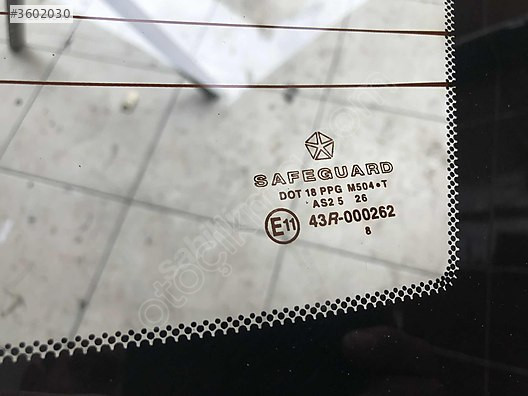 #3602030
SAFEGUARD
DOT 18 PPG M504•T
AS2 5 26
E11 43R-000262
8